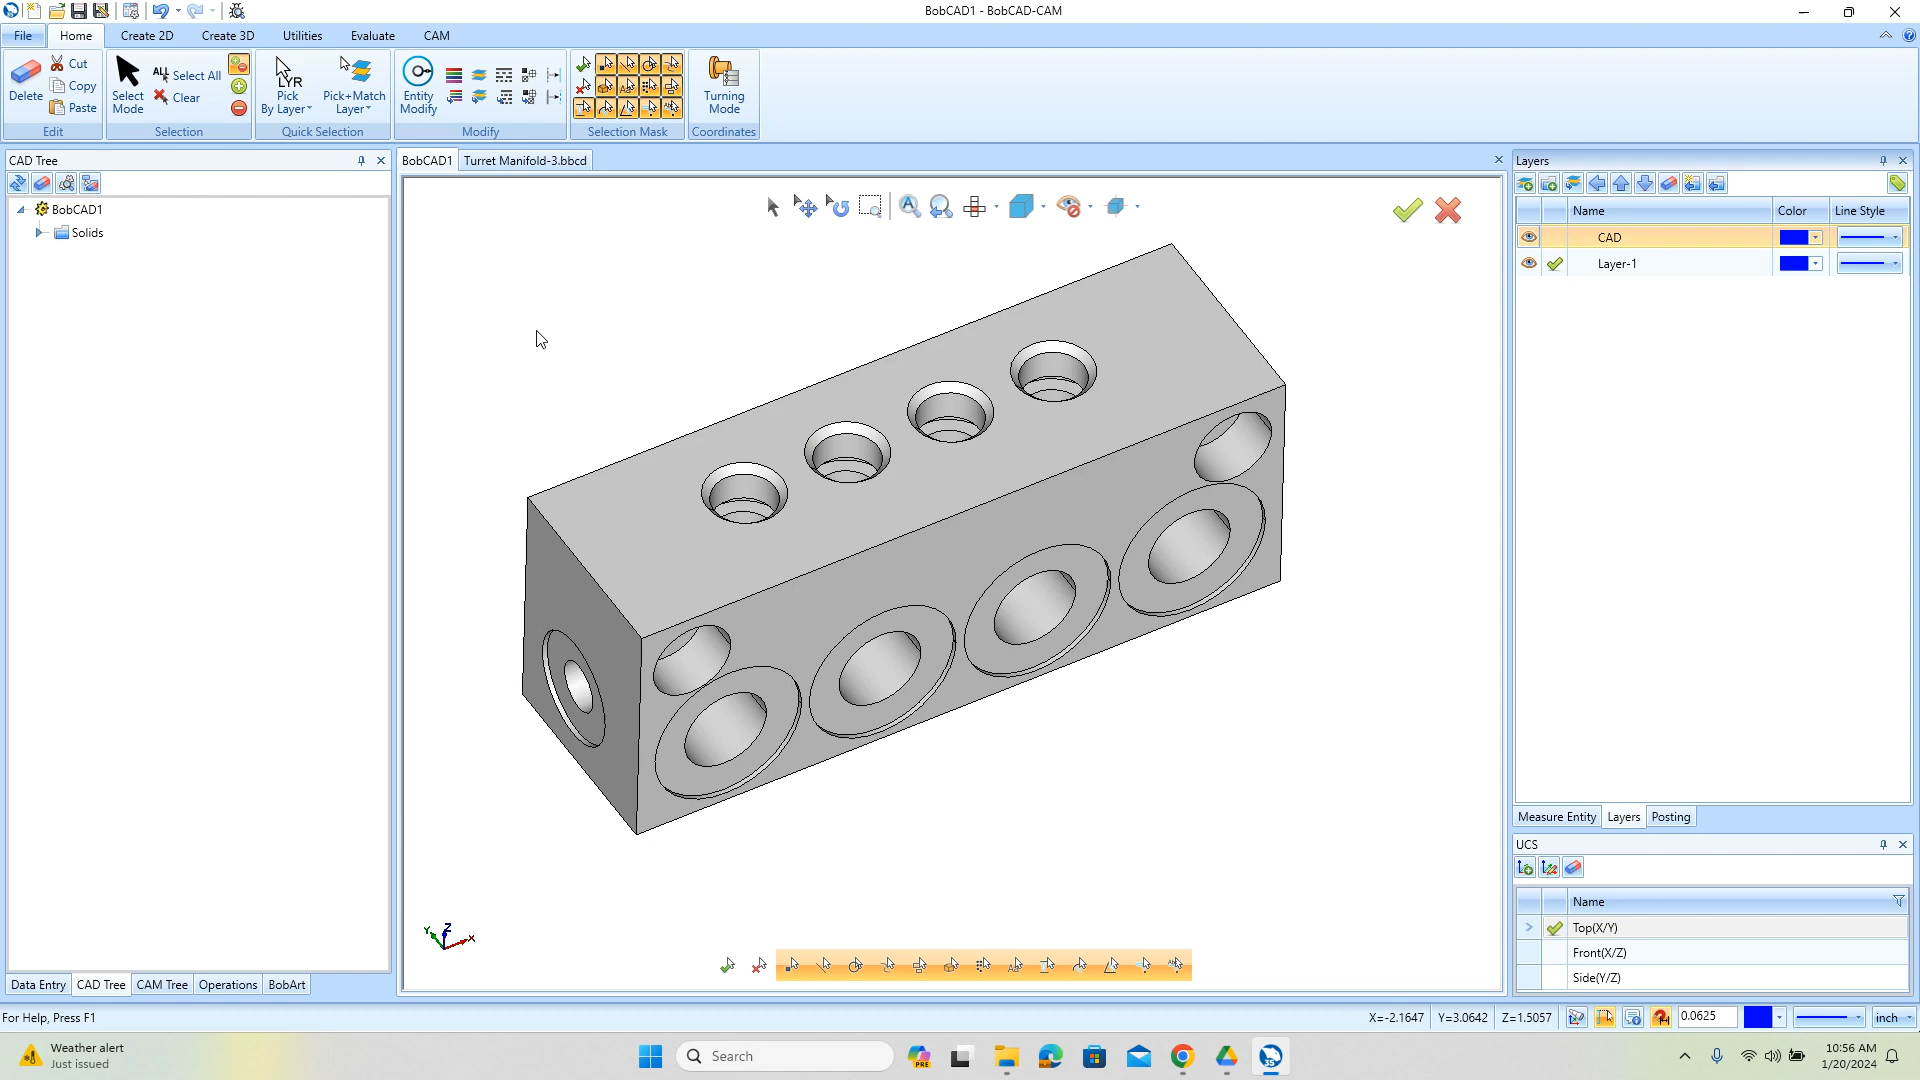 BobCAD1 - BobCAD-CAM
File Home Create 2D Create 3D Utilities Evaluate CAM
Delete Cut Copy Paste
Select Mode ALL Select All Clear
LYR Pick By Layer Pick+Match Layer
Entity Modify
Turning Mode
Edit Selection Quick Selection Modify Selection Mask Coordinates
CAD Tree
BobCAD1 Turret Manifold-3.bbcd
Layers
BobCAD1
Solids
Name Color Line Style
CAD
Layer-1
Measure Entity Layers Posting
UCS
Name
Top(X/Y)
Front(X/Z)
Side(Y/Z)
Y Z X
Data Entry CAD Tree CAM Tree Operations BobArt
For Help, Press F1
X=-2.1647 Y=3.0642 Z=1.5057 0.0625 inch
Weather alert
Just issued
Search
PRE
35
10:56 AM
1/20/2024